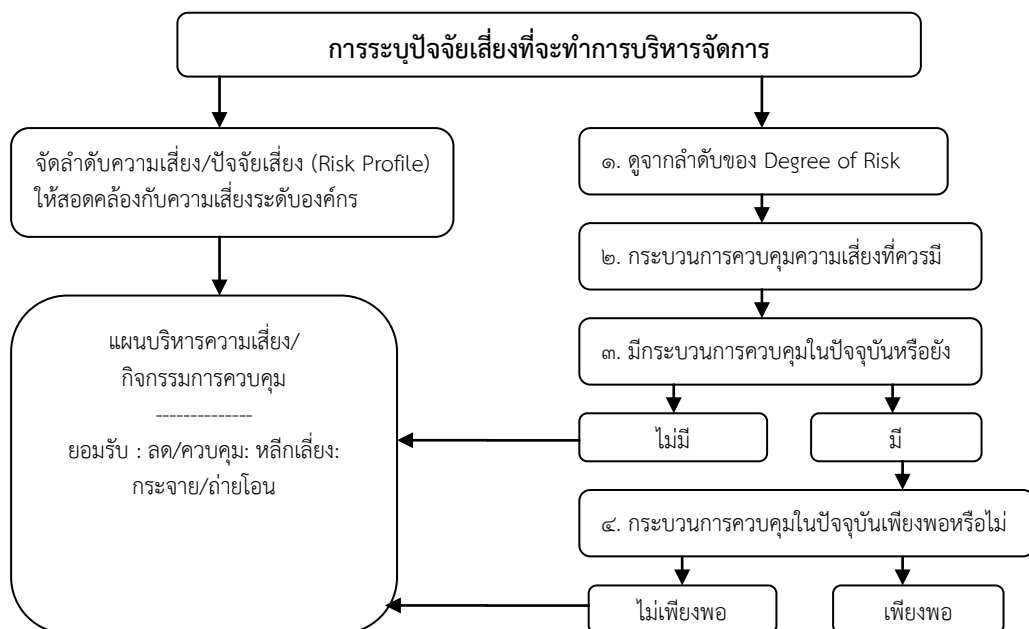 การระบุปัจจัยเสี่ยงที่จะทำการบริหารจัดการ
จัดลำดับความเสี่ยง/ปัจจัยเสี่ยง (Risk Profile)
ให้สอดคล้องกับความเสี่ยงระดับองค์กร
๑. ดูจากลำดับของ Degree of Risk
๒. กระบวนการควบคุมความเสี่ยงที่ควรมี
แผนบริหารความเสี่ยง/
กิจกรรมการควบคุม
--------------
ยอมรับ : ลด/ควบคุม: หลีกเลี่ยง:
กระจาย/ถ่ายโอน
๓. มีกระบวนการควบคุมในปัจจุบันหรือยัง
ไม่มี
มี
๔. กระบวนการควบคุมในปัจจุบันเพียงพอหรือไม่
ไม่เพียงพอ
เพียงพอ